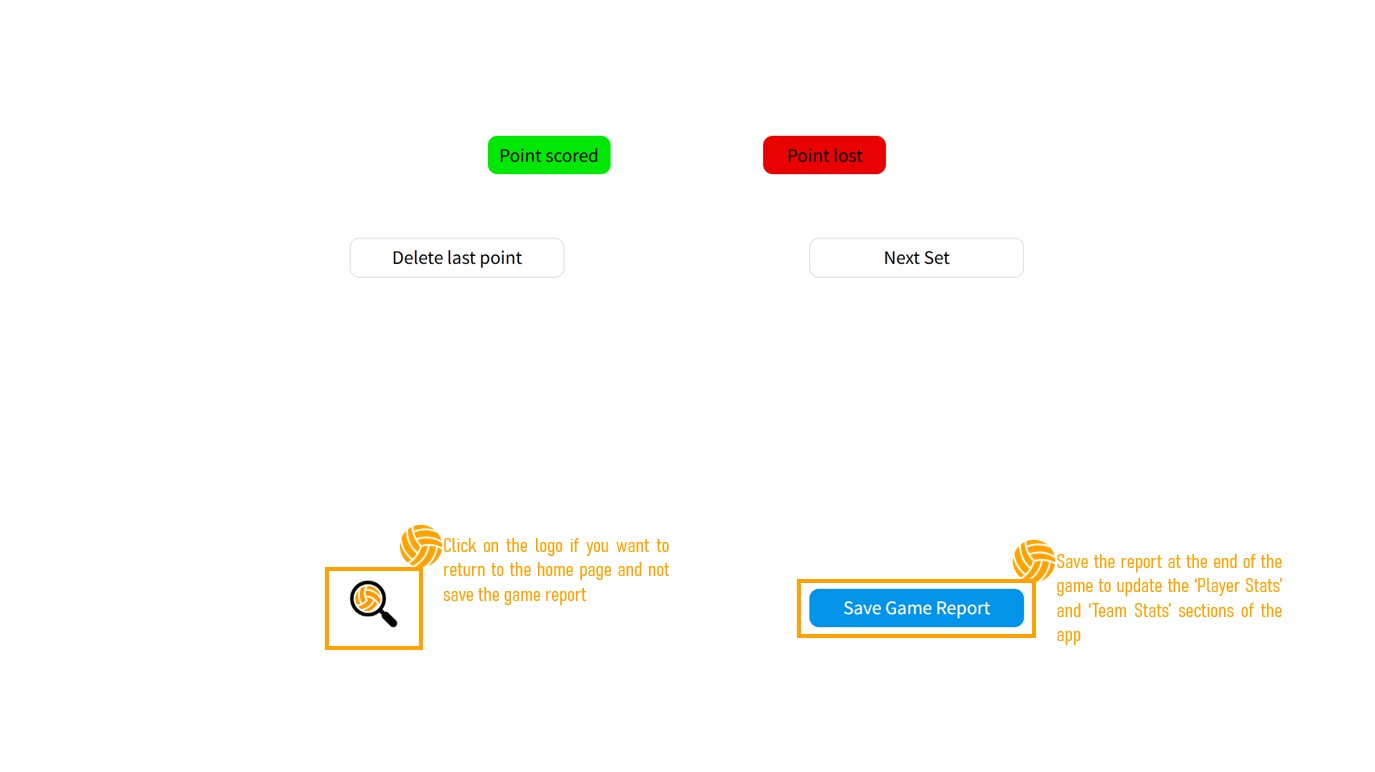 Point scored
Point lost
Delete last point
Next Set
Click on the logo if you want to
return to the home page and not
save the game report
Save the report at the end of the
game to update the ‘Player Stats’
and ‘Team Stats’ sections of the
app
Save Game Report